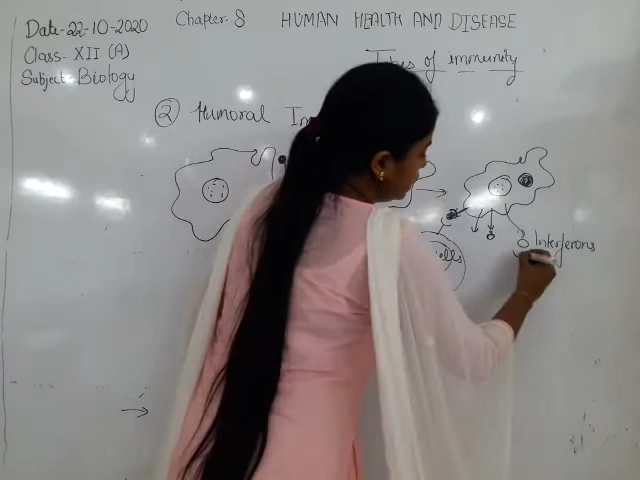 Date-22-10-2020
Chapter. 8 HUMAN HEALTH AND DISEASE
Class- XII (A)
Subject- Biology
Types of immunity
② Humoral
Interferons